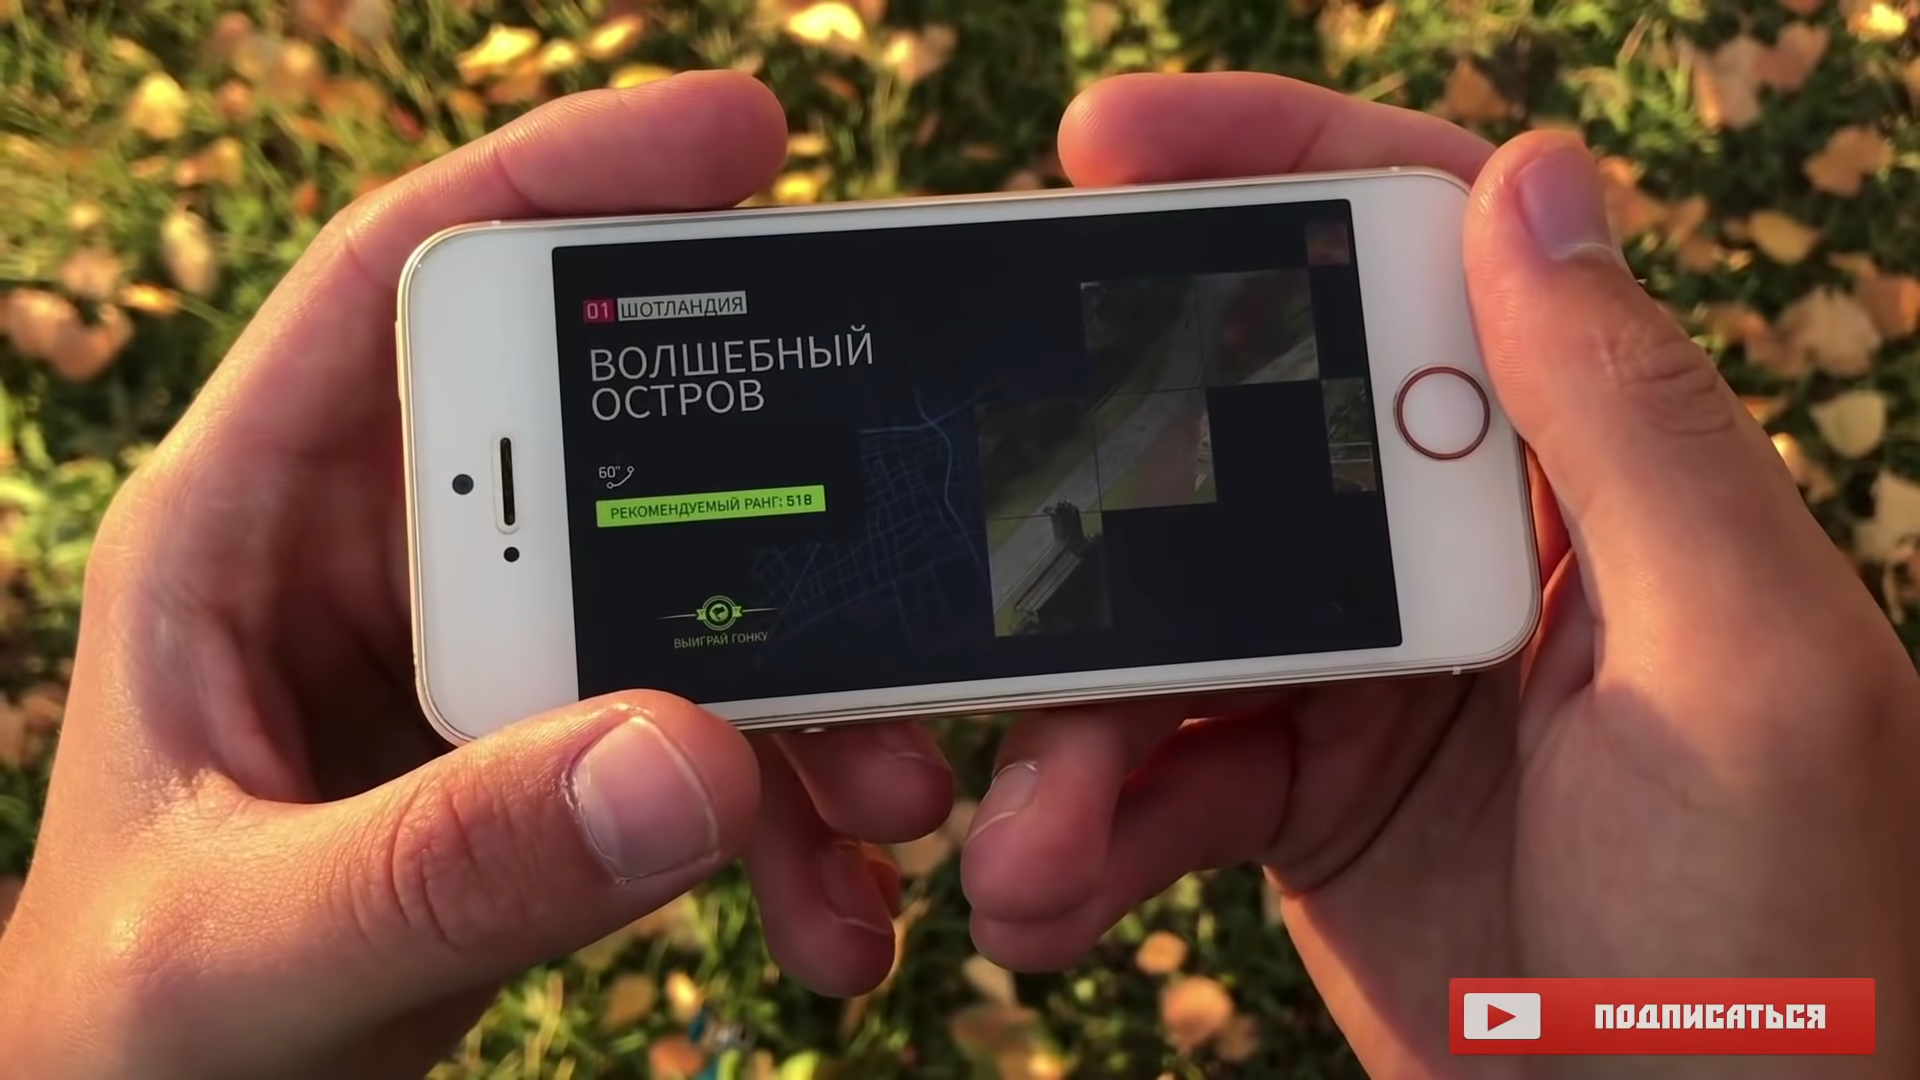 01 ШОТЛАНДИЯ
ВОЛШЕБНЫЙ
ОСТРОВ
60"
РЕКОМЕНДУЕМЫЙ РАНГ: 518
ВЫИГРАЙ ГОНКУ
ПОДПИСАТЬСЯ